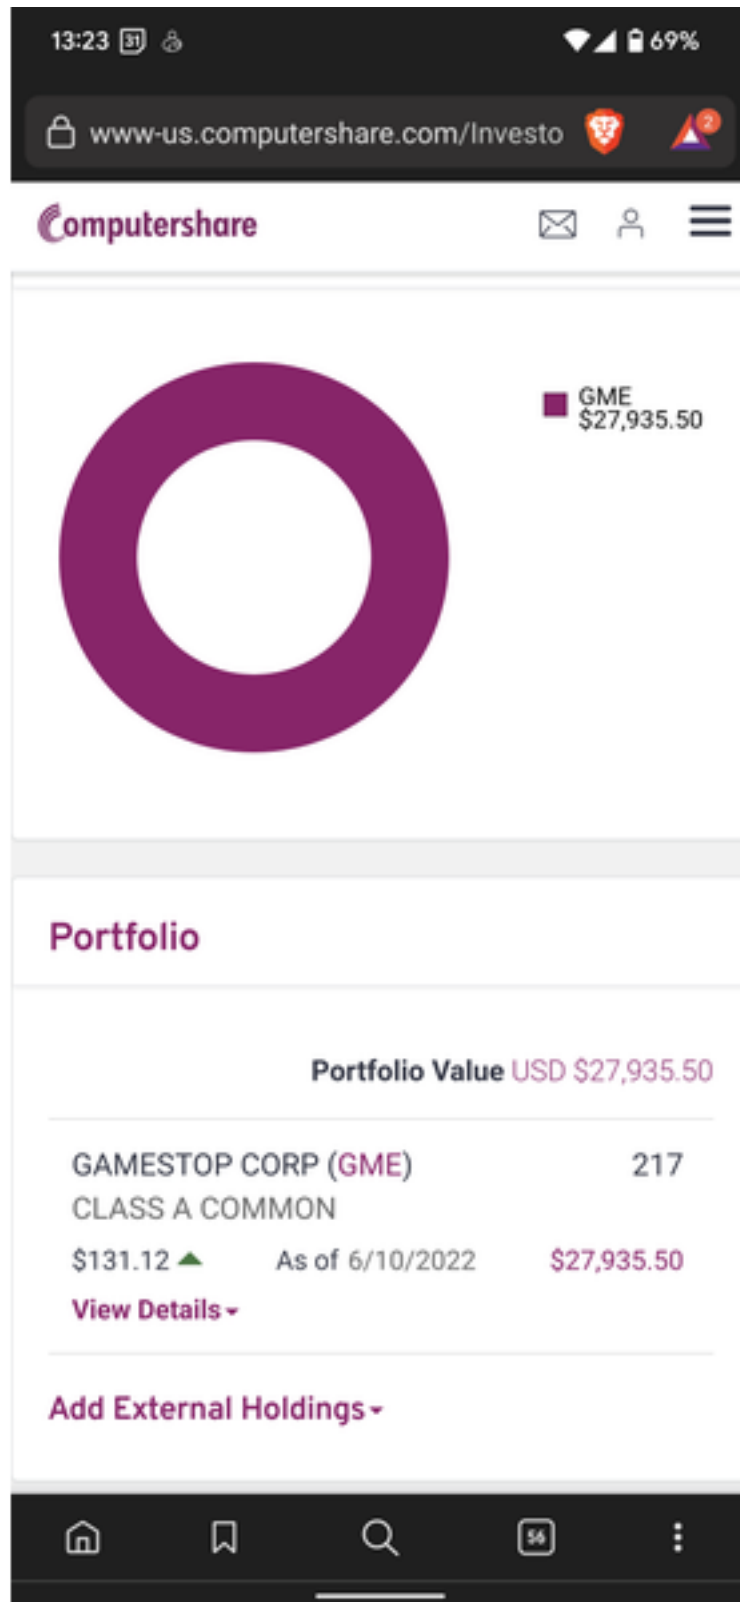 13:23 31 69%
www-us.computershare.com/Investo 2
Computershare
GME
$27,935.50
Portfolio
Portfolio Value USD $27,935.50
GAMESTOP CORP (GME) 217
CLASS A COMMON
$131.12 As of 6/10/2022 $27,935.50
View Details
Add External Holdings
56